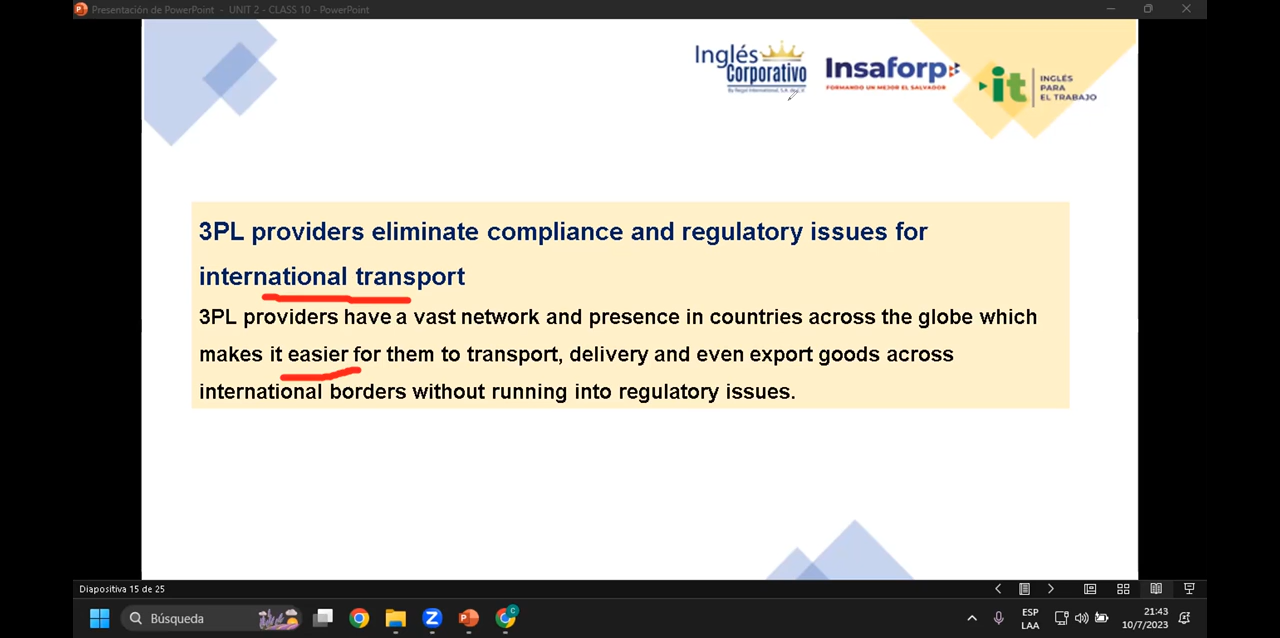 Presentación de PowerPoint - UNIT 2 - CLASS 10 - PowerPoint
Inglés
Corporativo
By Regal International, S.A. de C.V.
Insaforp
FORMANDO UN MEJOR EL SALVADOR
it
INGLÉS
PARA
EL TRABAJO
3PL providers eliminate compliance and regulatory issues for
international transport
3PL providers have a vast network and presence in countries across the globe which
makes it easier for them to transport, delivery and even export goods across
international borders without running into regulatory issues.
Diapositiva 15 de 25
Búsqueda
C
ESP
LAA
21:43
10/7/2023